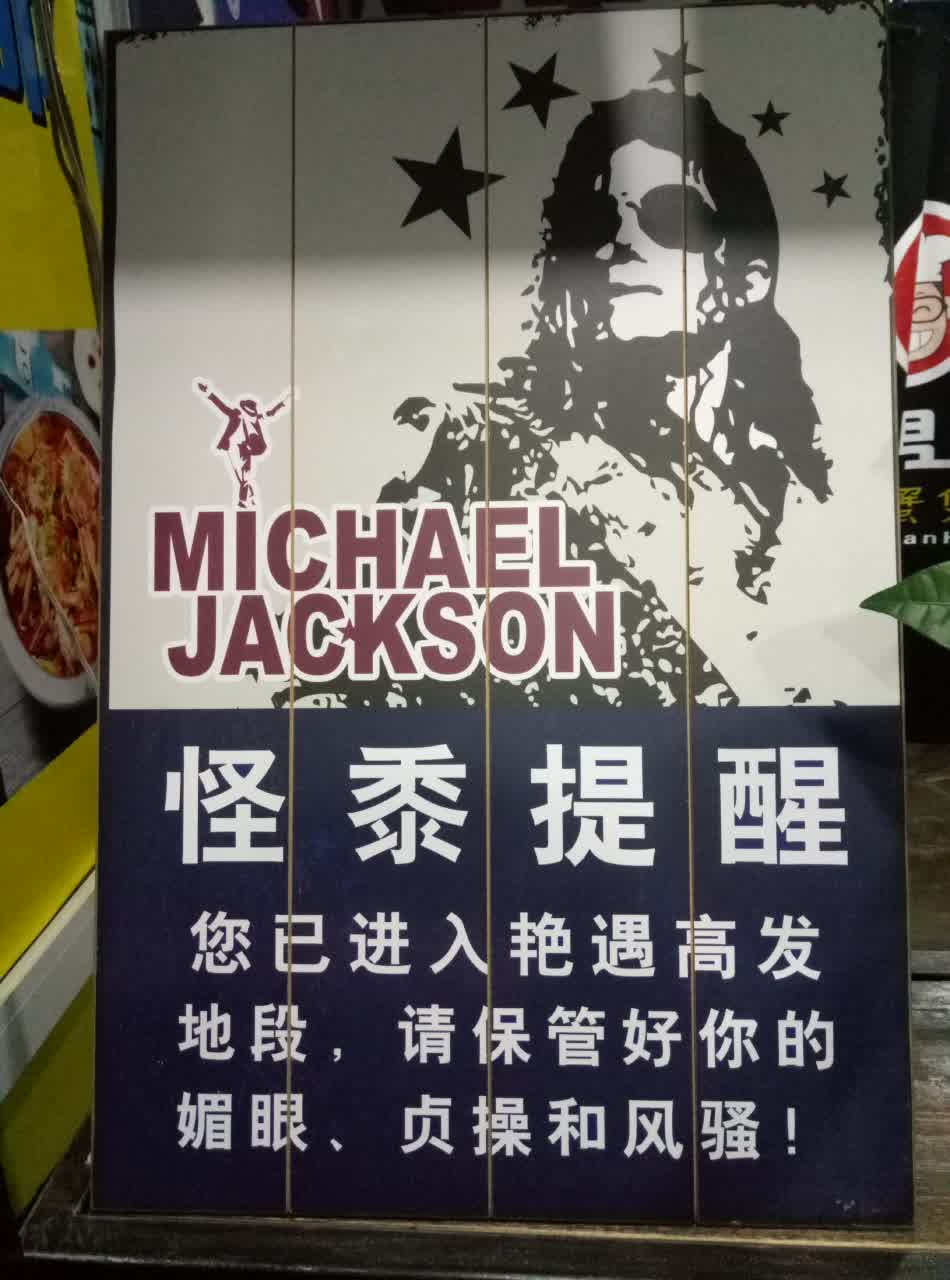 MICHAEL
JACKSON
怪黍提醒
您已进入艳遇高发
地段，请保管好你的
媚眼、贞操和风骚！